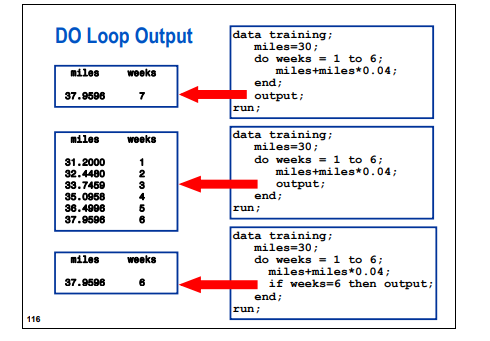 DO Loop Output
data training;
miles=30;
do weeks = 1 to 6;
miles+miles*0.04;
end;
output;
run;
miles weeks
37.9596 7
data training;
miles=30;
do weeks = 1 to 6;
miles+miles*0.04;
output;
end;
run;
miles weeks
31.2000 1
32.4480 2
33.7459 3
35.0958 4
36.4996 5
37.9596 6
data training;
miles=30;
do weeks = 1 to 6;
miles+miles*0.04;
if weeks=6 then output;
end;
run;
miles weeks
37.9596 6
116